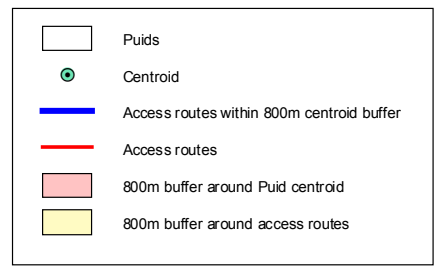 Puids
Centroid
Access routes within 800m centroid buffer
Access routes
800m buffer around Puid centroid
800m buffer around access routes